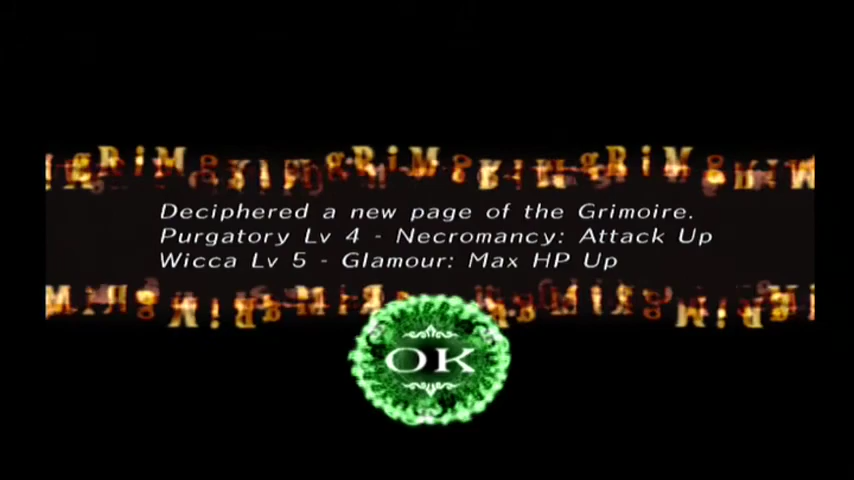 Deciphered a new page of the Grimoire.
Purgatory Lv 4 - Necromancy: Attack Up
Wicca Lv 5 - Glamour: Max HP Up
OK